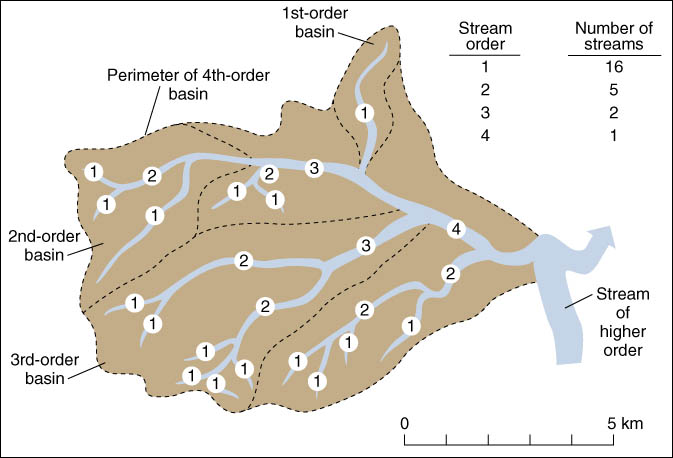 1st-order
basin
Stream
order
Number of
streams
1 16
2 5
3 2
4 1
Perimeter of 4th-order
basin
1
1
2
3
2
1
1
1
1
1
4
2nd-order
basin
3
2
2
1
2
2
1
1
1
Stream
of
higher
order
3rd-order
basin
1
1
1
1
1
1
1
1
0 5 km